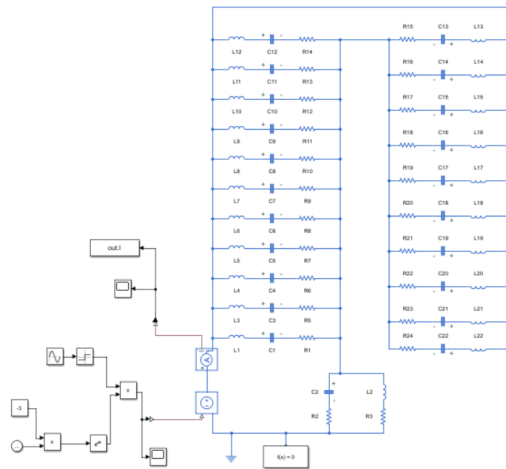 R15 C13 L13
L12 C12 R14
R16 C14 L14
L11 C11 R13
R17 C15 L15
L10 C10 R12
R18 C16 L16
L9 C9 R11
L8 C8 R10
R19 C17 L17
L7 C7 R9
R20 C18 L18
L6 C6 R8
R21 C19 L19
out.I
L5 C5 R7
R22 C20 L20
L4 C4 R6
R23 C21 L21
L3 C3 R5
R24 C22 L22
L1 C1 R1
C2 L2
-3
R2 R3
f(x) = 0